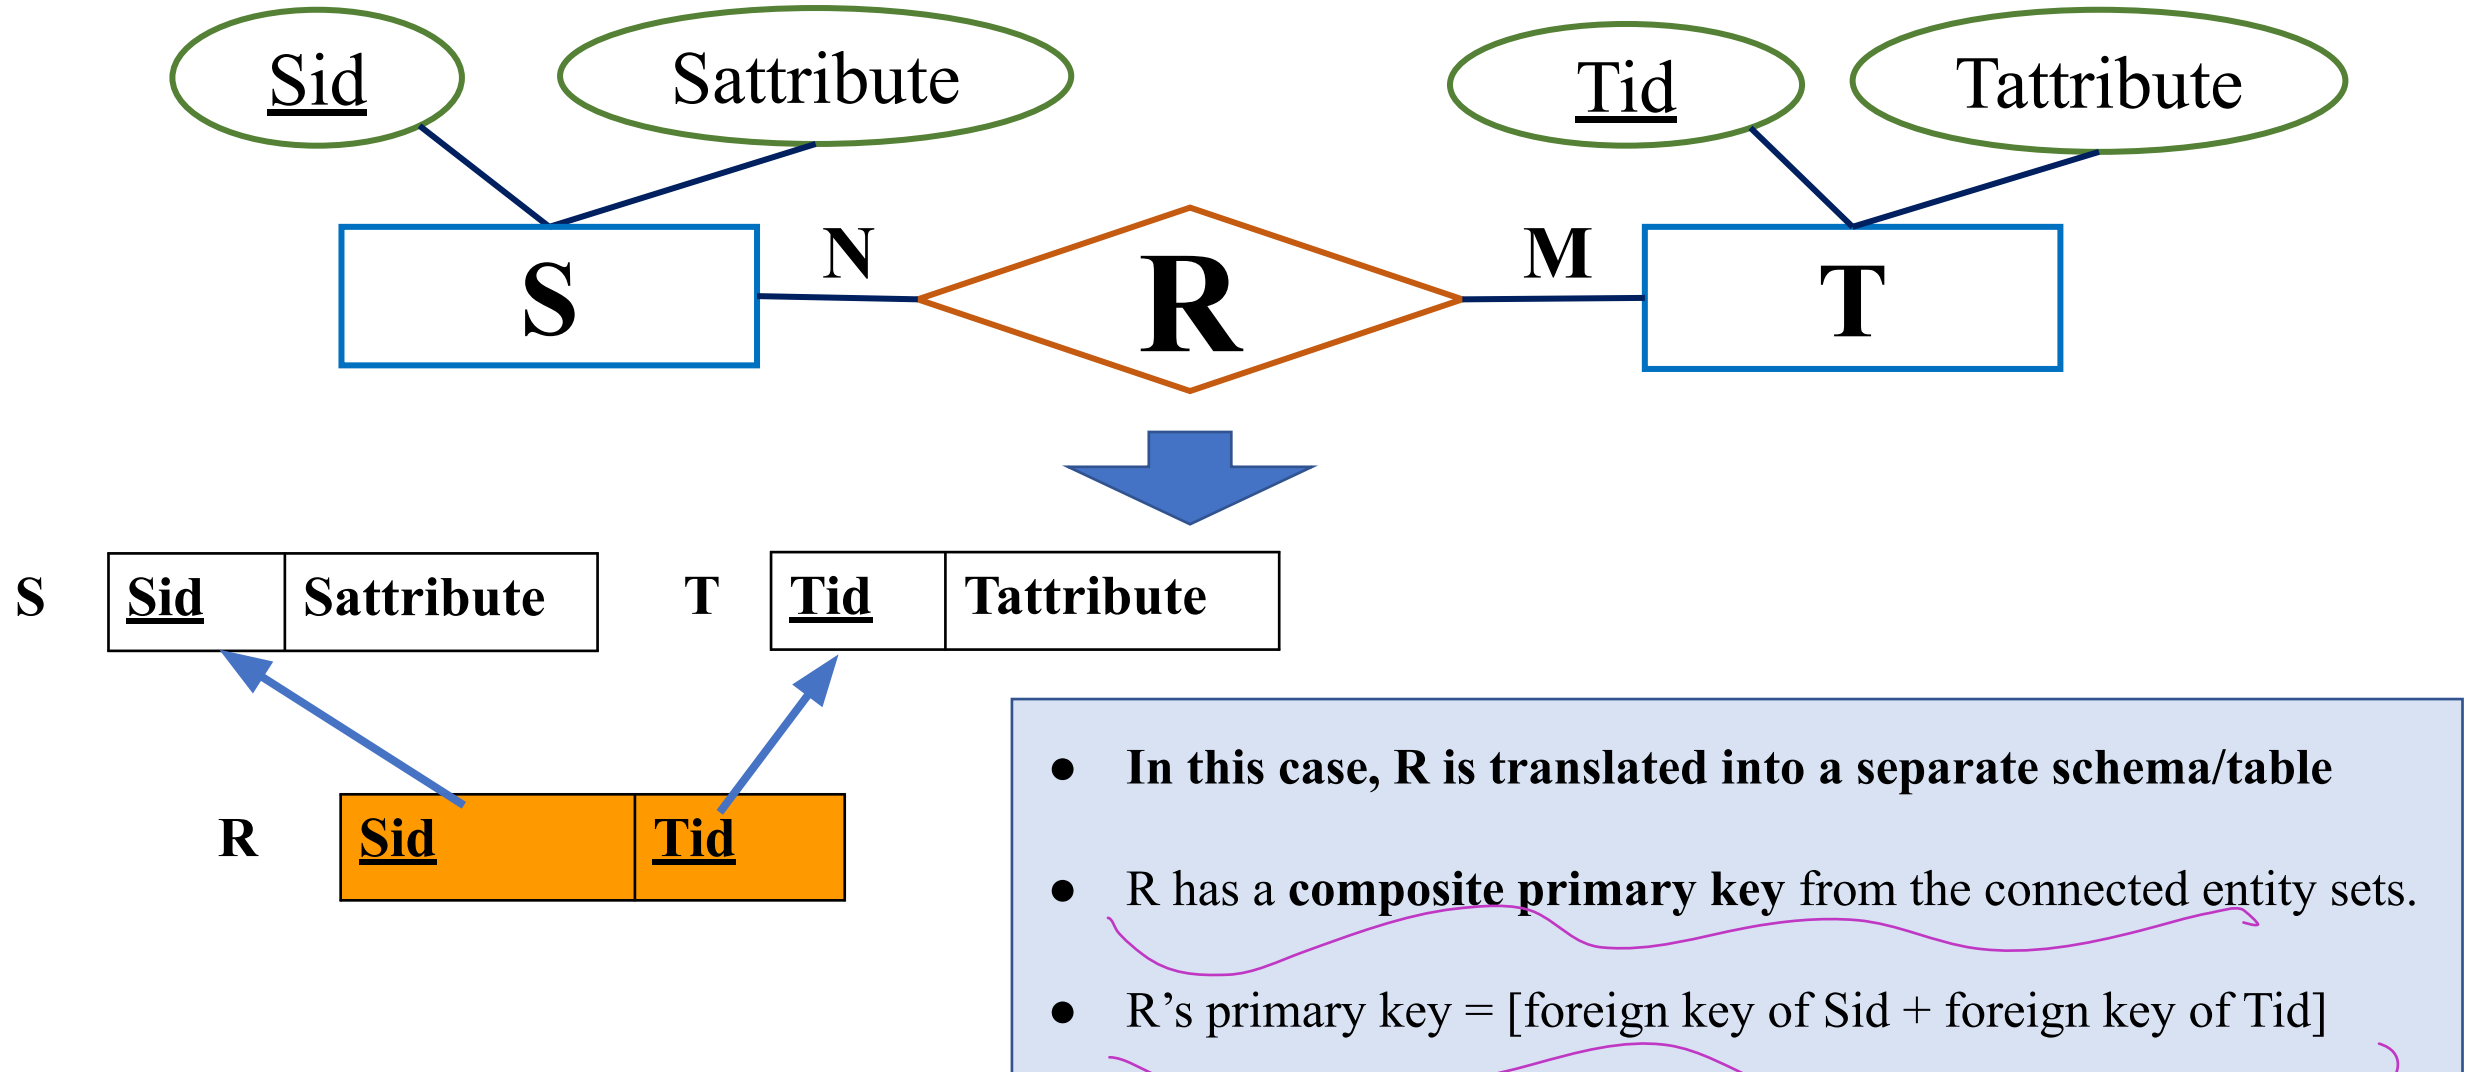 Sid
Sattribute
Tid
Tattribute
S
N
R
M
T
S
Sid
Sattribute
T
Tid
Tattribute
R
Sid
Tid
● In this case, R is translated into a separate schema/table
● R has a composite primary key from the connected entity sets.
● R’s primary key = [foreign key of Sid + foreign key of Tid]